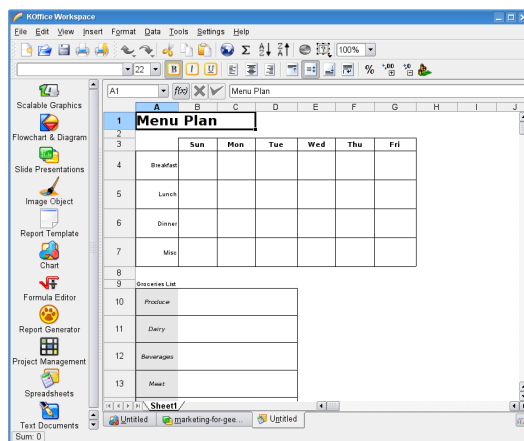 KOffice Workspace
File Edit View Insert Format Data Tools Settings Help
100%
22 B I U %
A1 f(x) Menu Plan
A B C D E F G H I J
1 Menu Plan
2
3 Sun Mon Tue Wed Thu Fri
4 Breakfast
5 Lunch
6 Dinner
7 Misc
8
9 Groceries List
10 Produce
11 Dairy
12 Beverages
13 Meat
Scalable Graphics
Flowchart & Diagram
Slide Presentations
Image Object
Report Template
Chart
Formula Editor
Report Generator
Project Management
Spreadsheets
Text Documents
Sheet1
Untitled marketing-for-gee... Untitled
Sum: 0